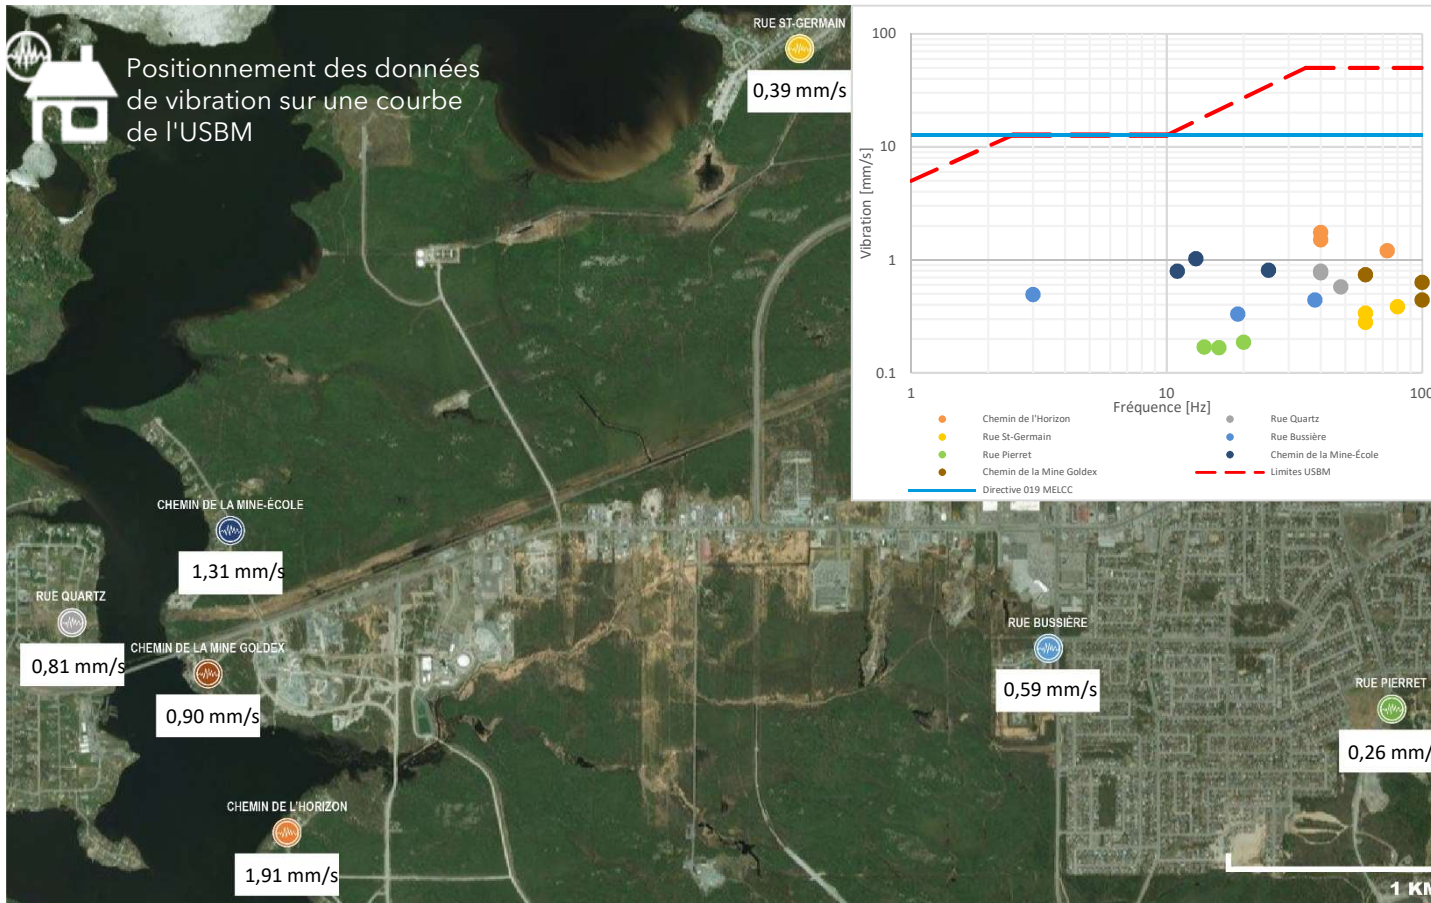 Positionnement des données
de vibration sur une courbe
de l'USBM
RUE ST-GERMAIN
0,39 mm/s
100
10
1
0.1
Vibration [mm/s]
1
10
100
Fréquence [Hz]
Chemin de l'Horizon
Rue Quartz
Rue St-Germain
Rue Bussière
Rue Pierret
Chemin de la Mine-École
Chemin de la Mine Goldex
Limites USBM
Directive 019 MELCC
CHEMIN DE LA MINE-ÉCOLE
1,31 mm/s
RUE QUARTZ
0,81 mm/s
CHEMIN DE LA MINE GOLDEX
0,90 mm/s
RUE BUSSIÈRE
0,59 mm/s
RUE PIERRET
0,26 mm/
CHEMIN DE L'HORIZON
1,91 mm/s
1 KM